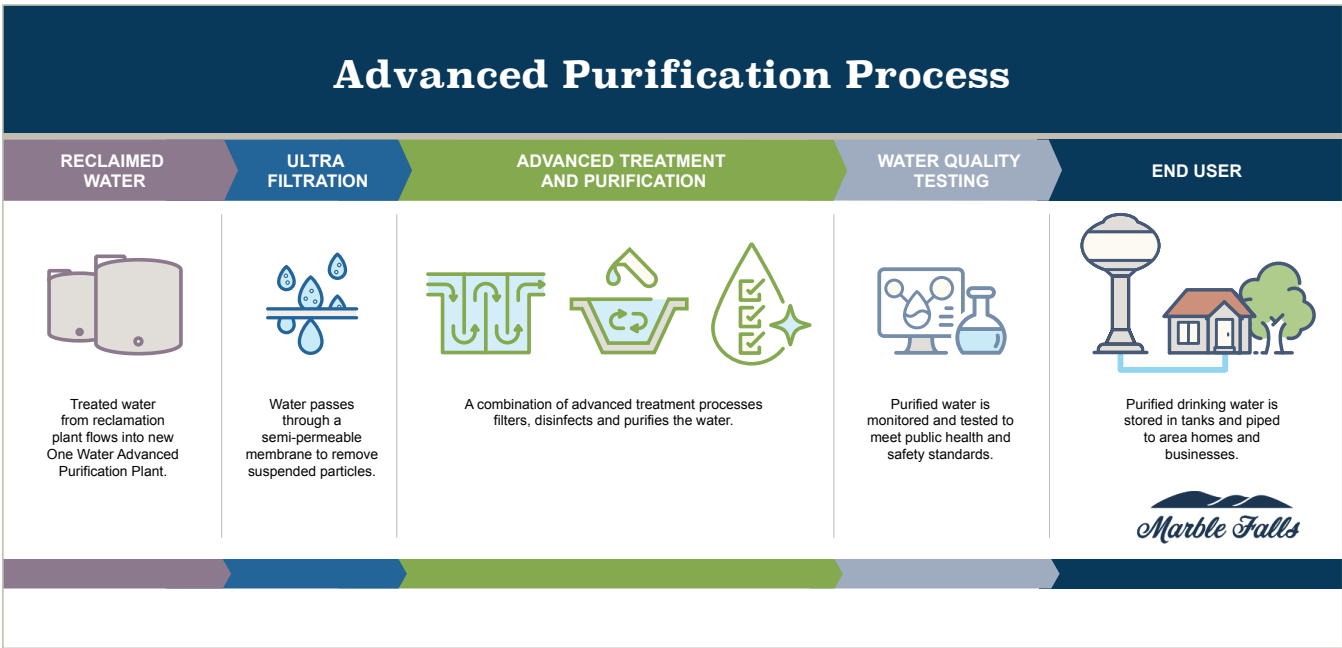 Advanced Purification Process
RECLAIMED
WATER
ULTRA
FILTRATION
ADVANCED TREATMENT
AND PURIFICATION
WATER QUALITY
TESTING
END USER
Treated water
from reclamation
plant flows into new
One Water Advanced
Purification Plant.
Water passes
through a
semi-permeable
membrane to remove
suspended particles.
A combination of advanced treatment processes
filters, disinfects and purifies the water.
Purified water is
monitored and tested to
meet public health and
safety standards.
Purified drinking water is
stored in tanks and piped
to area homes and
businesses.
Marble Falls